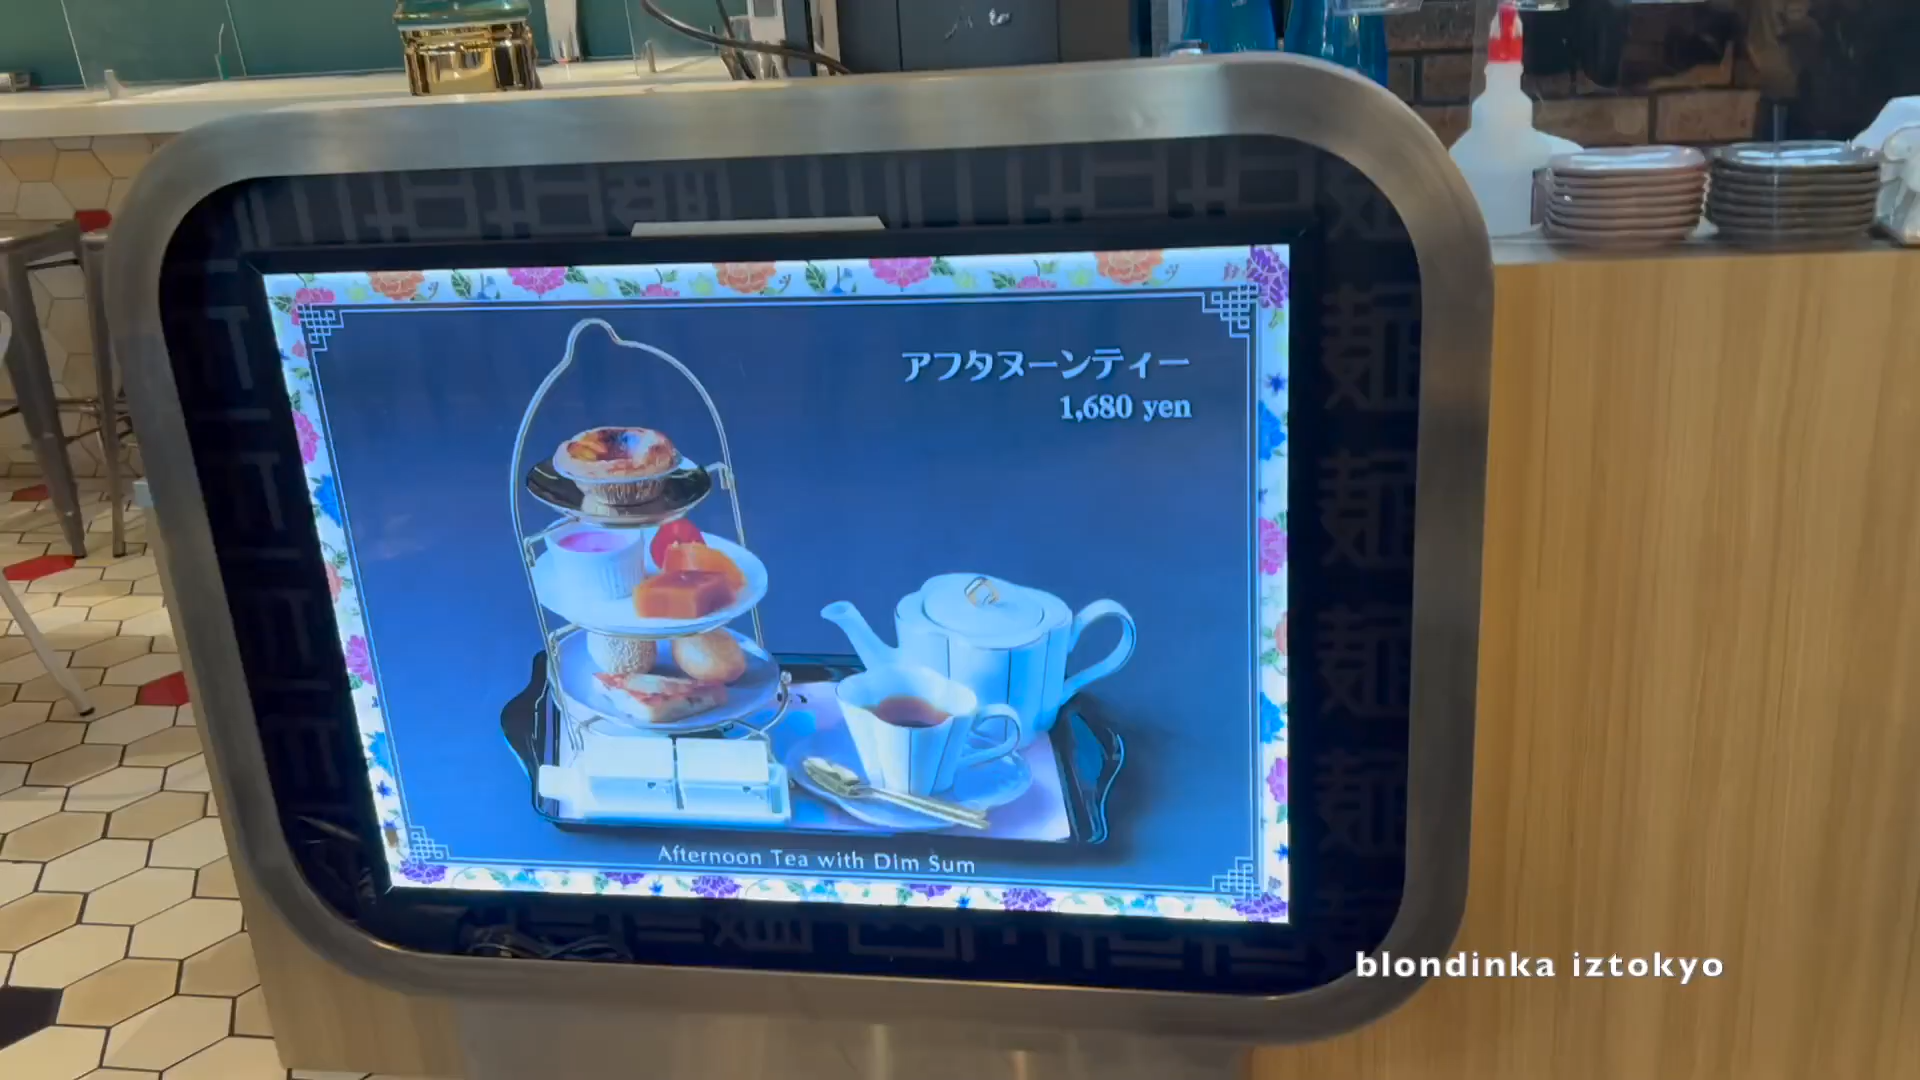 アフタヌーンティー
1,680 yen
Afternoon Tea with Dim Sum
blondinka iztokyo